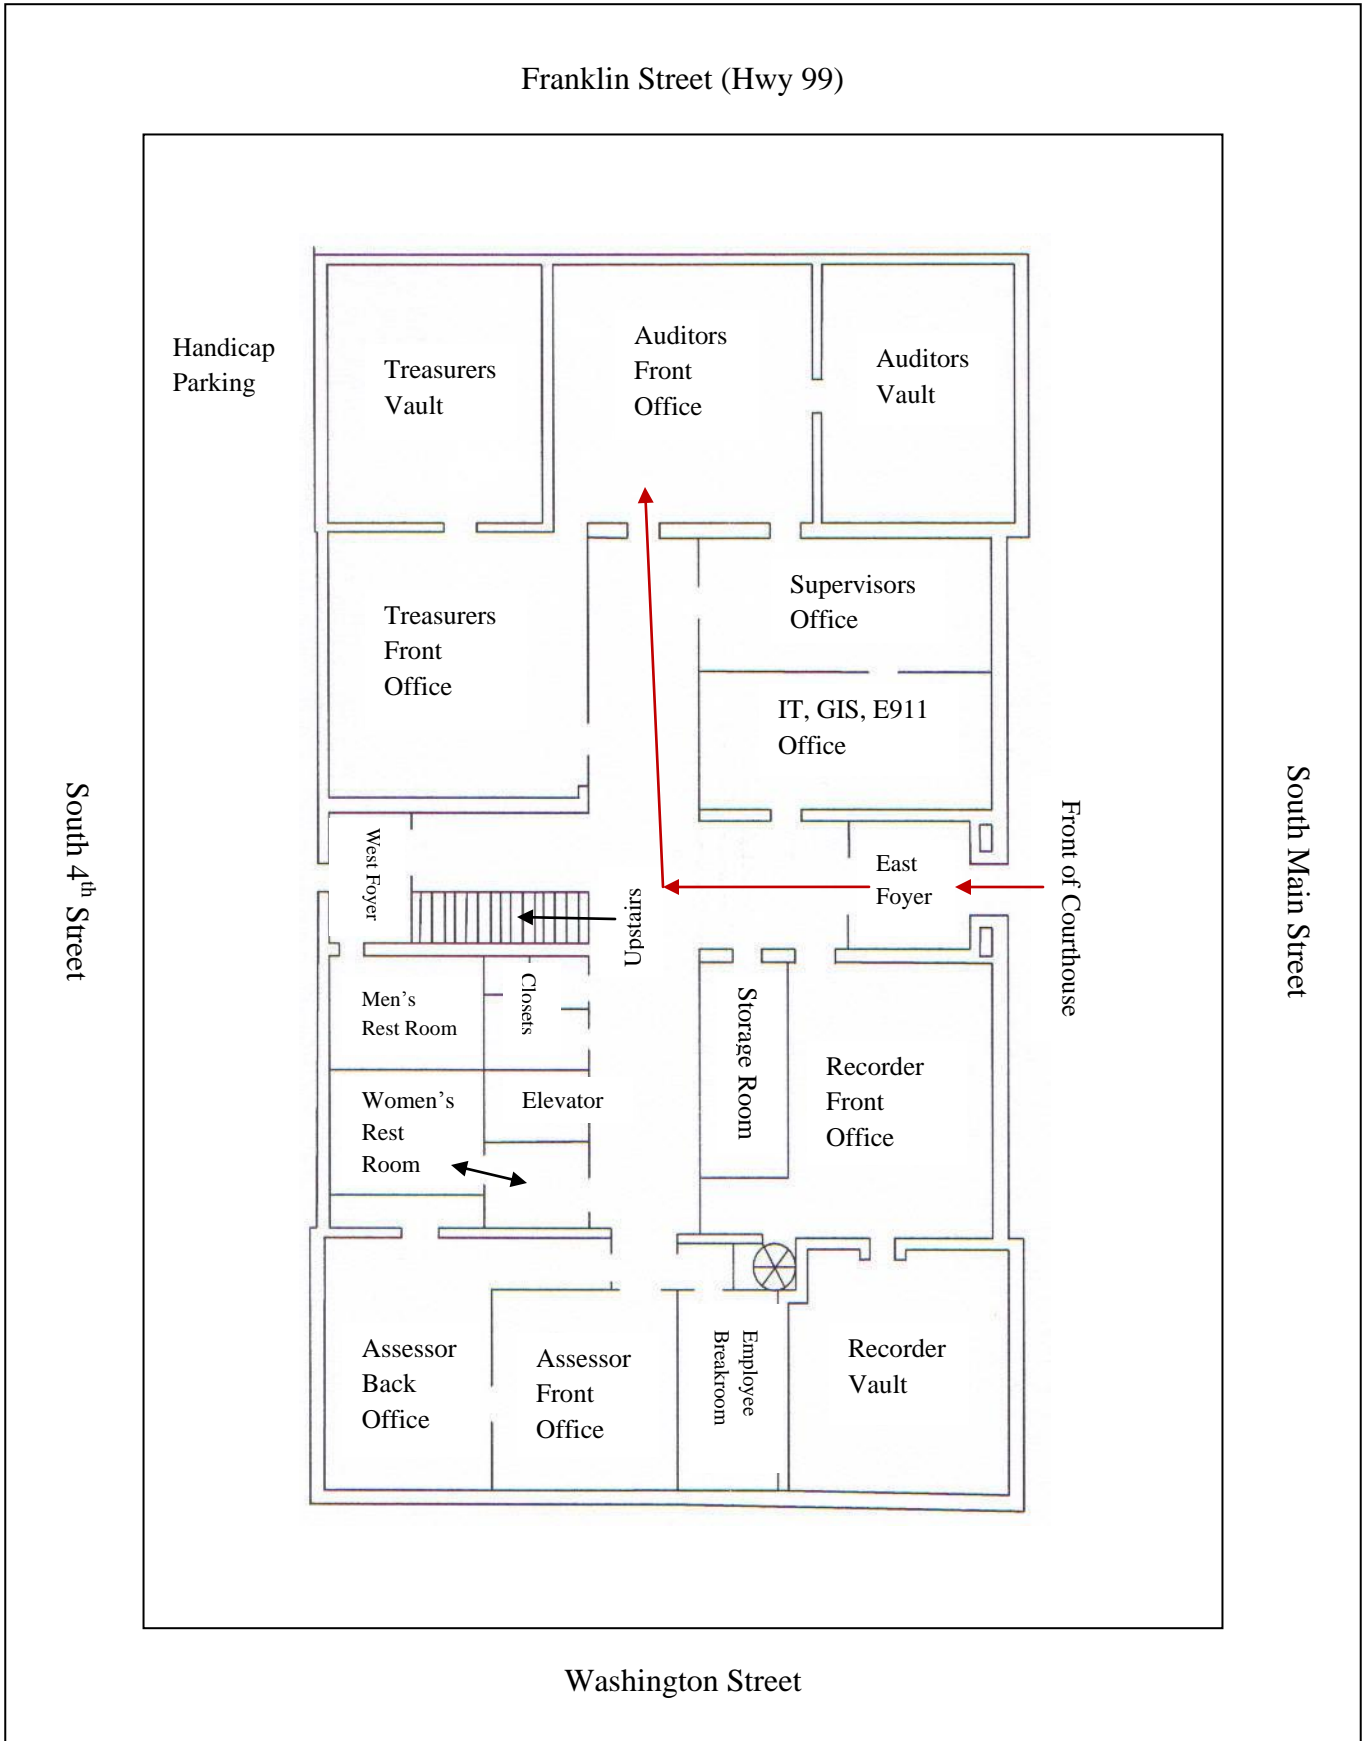 Franklin Street (Hwy 99)
Handicap
Parking
Treasurers
Vault
Auditors
Front
Office
Auditors
Vault
Treasurers
Front
Office
Supervisors
Office
IT, GIS, E911
Office
South 4th Street
West Foyer
Upstairs
East
Foyer
Front of Courthouse
South Main Street
Men's
Rest Room
Closets
Storage Room
Women's
Rest
Room
Elevator
Recorder
Front
Office
Assessor
Back
Office
Assessor
Front
Office
Employee
Breakroom
Recorder
Vault
Washington Street